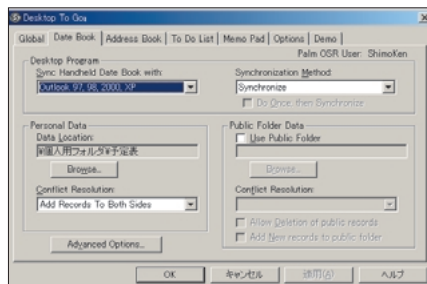 Desktop To Go
Global Date Book Address Book To Do List Memo Pad Options Demo
Palm OSR User: ShimoKen
Desktop Program
Sync Handheld Date Book with:
Outlook 97, 98, 2000, XP
Synchronization Method:
Synchronize
Do Once, then Synchronize
Personal Data
Data Location:
¥個人用フォルダ¥予定表
Browse...
Conflict Resolution:
Add Records To Both Sides
Advanced Options...
Public Folder Data
Use Public Folder
Browse...
Conflict Resolution:
Allow Deletion of public records
Add New records to public folder
OK キャンセル 適用(A) ヘルプ